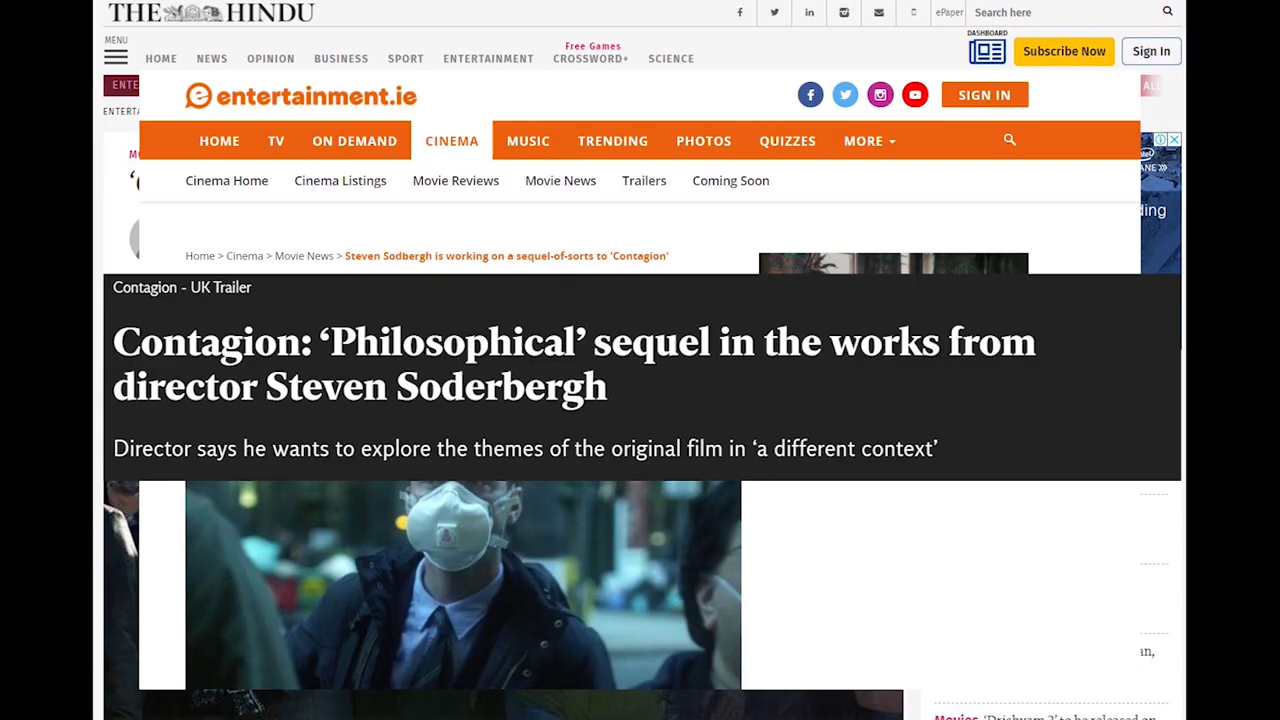 THE HINDU
ePaper
Search here
MENU
HOME
NEWS
OPINION
BUSINESS
SPORT
ENTERTAINMENT
Free Games
CROSSWORD+
SCIENCE
DASHBOARD
Subscribe Now
Sign In
entertainment.ie
SIGN IN
HOME
TV
ON DEMAND
CINEMA
MUSIC
TRENDING
PHOTOS
QUIZZES
MORE
Cinema Home
Cinema Listings
Movie Reviews
Movie News
Trailers
Coming Soon
Home > Cinema > Movie News > Steven Sodbergh is working on a sequel-of-sorts to 'Contagion'
Contagion - UK Trailer
Contagion: ‘Philosophical’ sequel in the works from
director Steven Soderbergh
Director says he wants to explore the themes of the original film in ‘a different context’